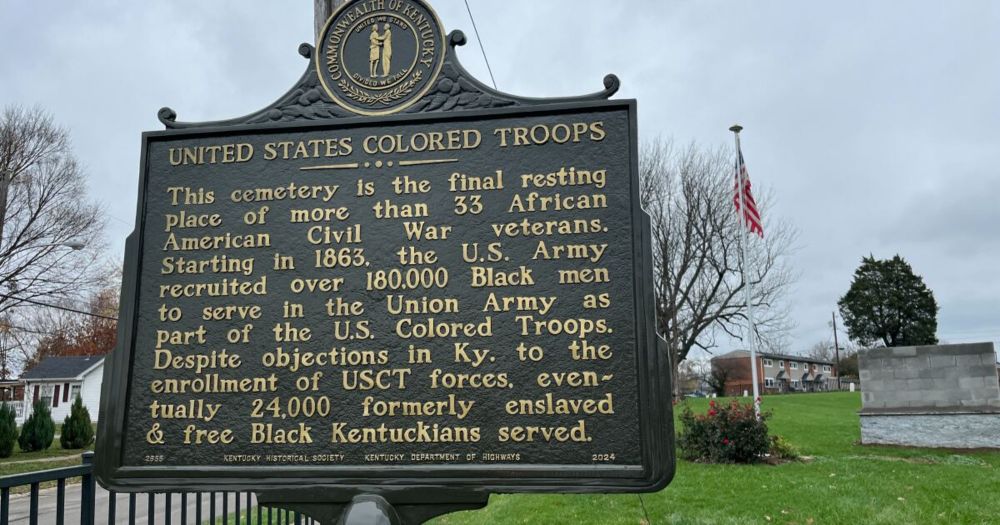 COMMONWEALTH OF KENTUCKY
UNITED WE STAND
DIVIDED WE FALL
UNITED STATES COLORED TROOPS
This cemetery is the final resting
place of more than 33 African
American Civil War veterans.
Starting in 1863, the U.S. Army
recruited over 180,000 Black men
to serve in the Union Army as
part of the U.S. Colored Troops.
Despite objections in Ky. to the
enrollment of USCT forces, even-
tually 24,000 formerly enslaved
& free Black Kentuckians served.
KENTUCKY HISTORICAL SOCIETY KENTUCKY DEPARTMENT OF HIGHWAYS 2024